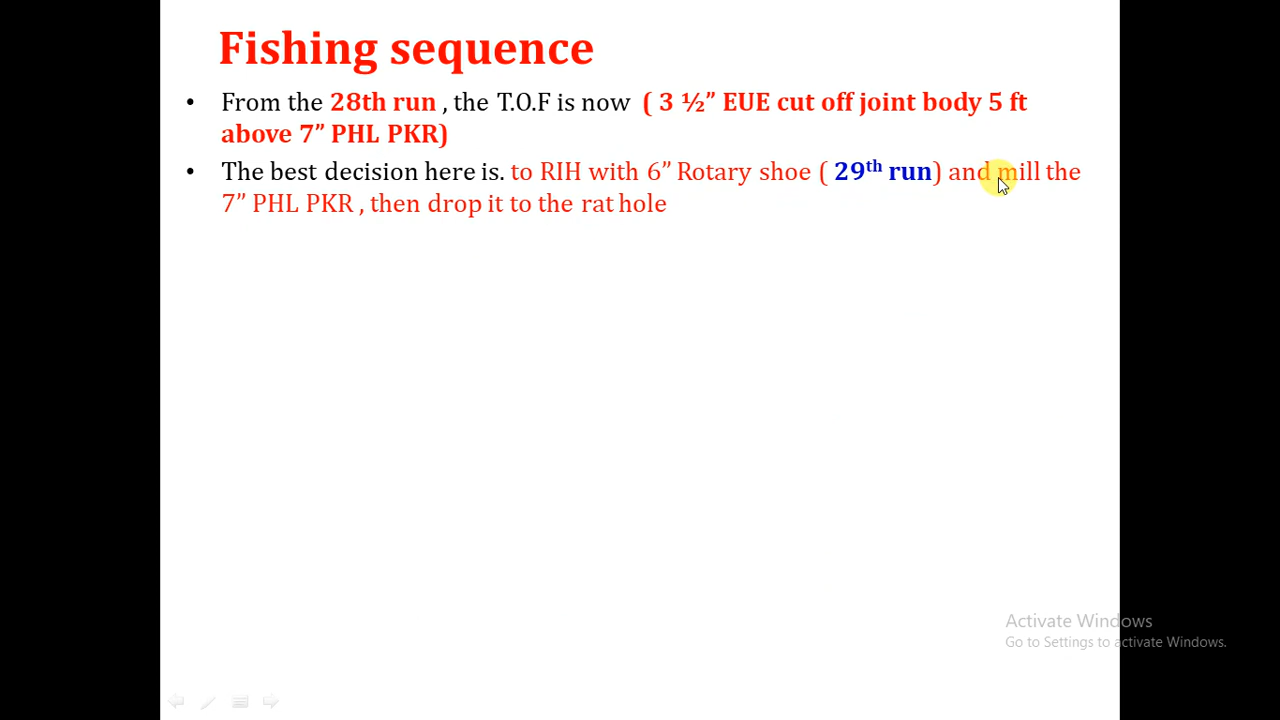 Fishing sequence
• From the 28th run , the T.O.F is now ( 3 ½” EUE cut off joint body 5 ft
above 7” PHL PKR)
• The best decision here is. to RIH with 6” Rotary shoe ( 29th run) and mill the
7” PHL PKR , then drop it to the rat hole
Activate Windows
Go to Settings to activate Windows.